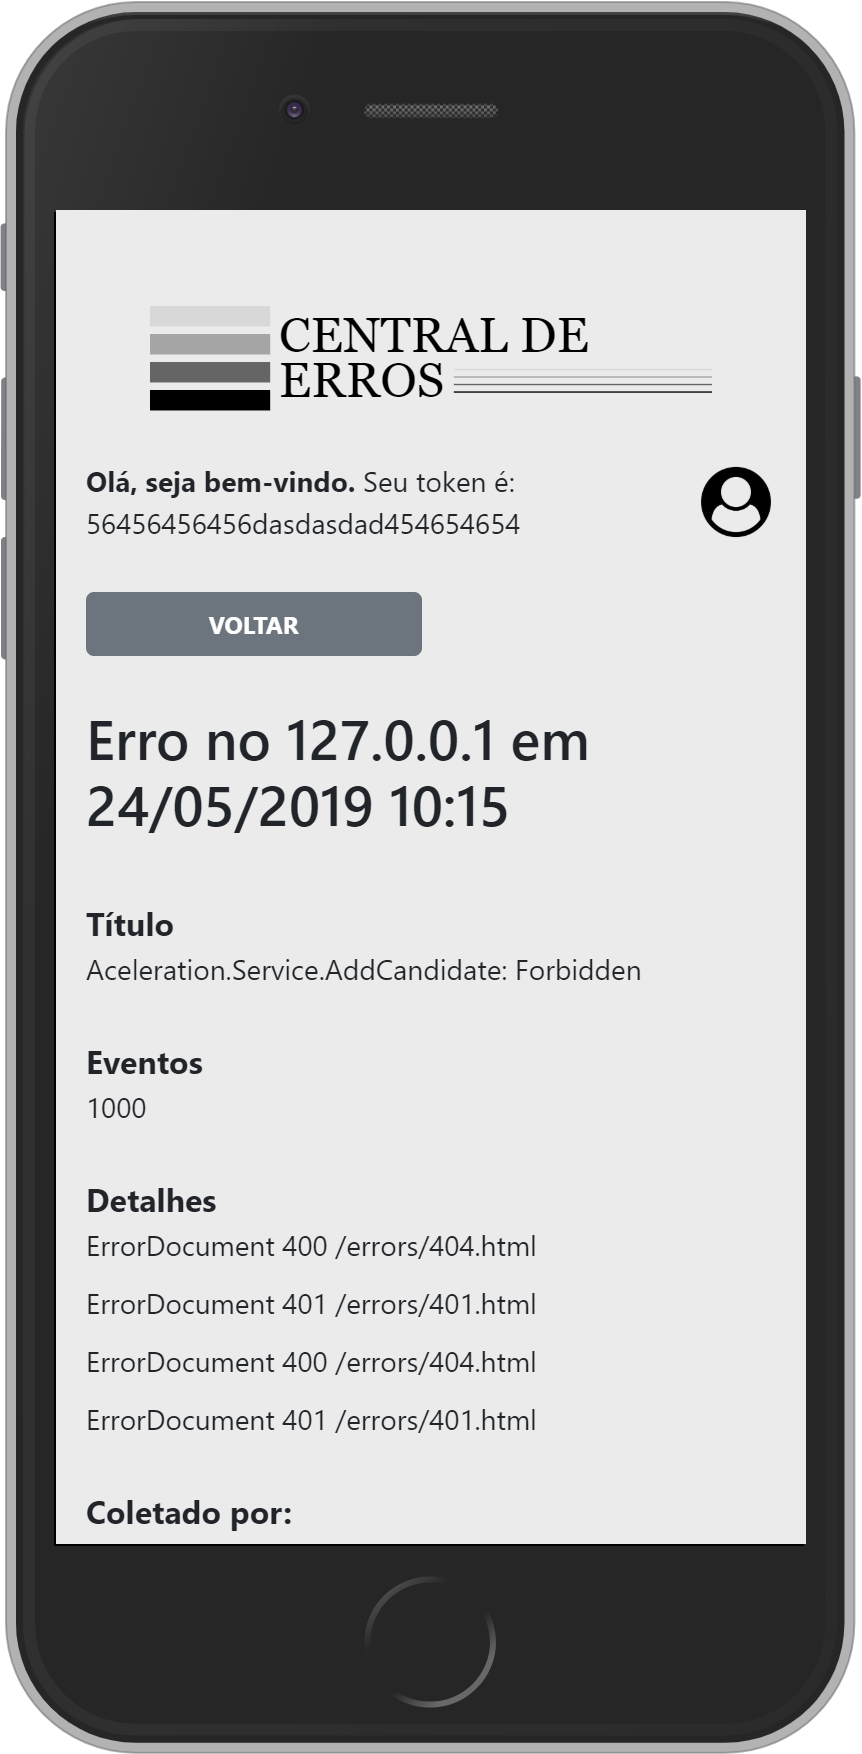 CENTRAL DE
ERROS
Olá, seja bem-vindo. Seu token é:
56456456456dasdasdad454654654
VOLTAR
Erro no 127.0.0.1 em
24/05/2019 10:15
Título
Aceleration.Service.AddCandidate: Forbidden
Eventos
1000
Detalhes
ErrorDocument 400 /errors/404.html
ErrorDocument 401 /errors/401.html
ErrorDocument 400 /errors/404.html
ErrorDocument 401 /errors/401.html
Coletado por: